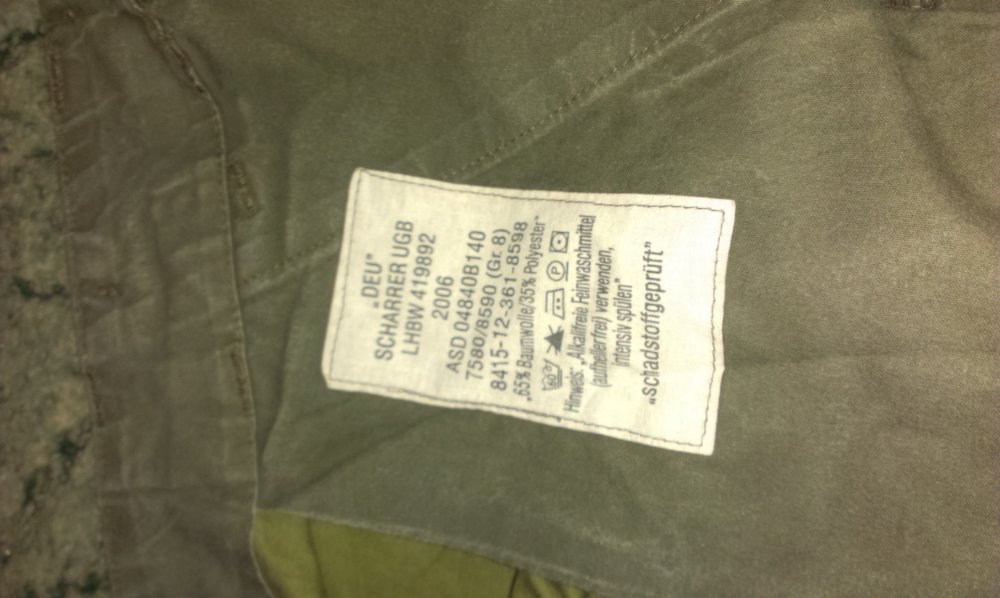 „DEU"
SCHARRER UGB
LHBW 419892
2006
ASD 04840B140
7580/8590 (Gr. 8)
8415-12-361-8598
„65% Baumwolle/35% Polyester"
60° P
Hinweis: „Alkalifreie Feinwaschmittel
(aufhellerfrei) verwenden,
intensiv spülen"
„schadstoffgeprüft"